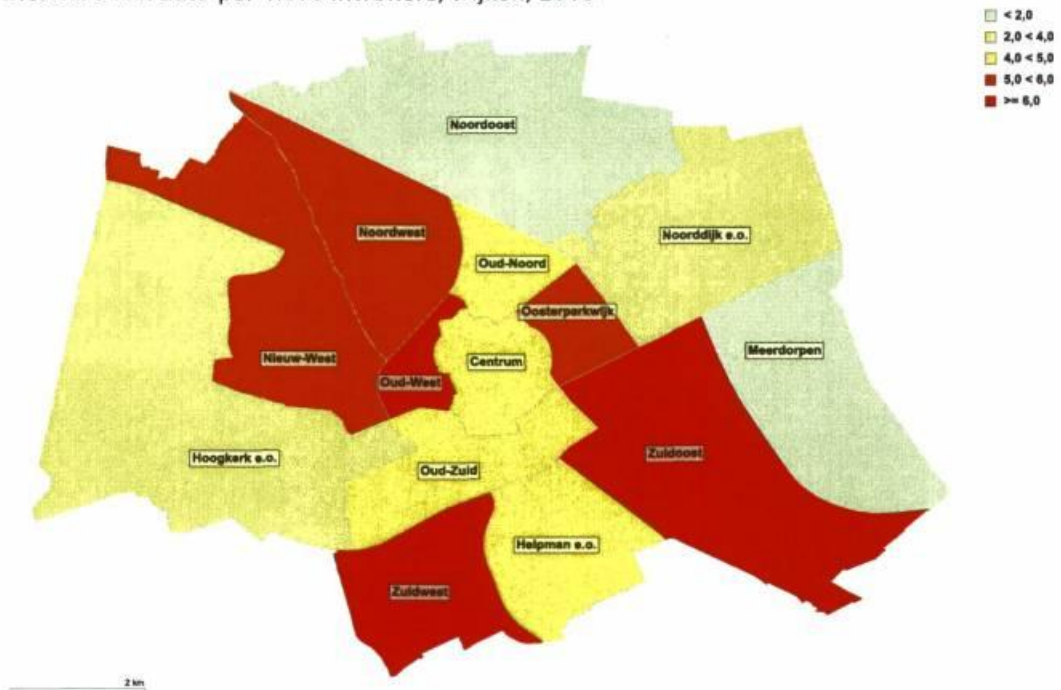 < 2,0
2,0 < 4,0
4,0 < 5,0
5,0 < 6,0
>= 6,0
Noordoost
Noordwest
Noorddijk e.o.
Oud-Noord
Oosterparkwijk
Meerdorpen
Nieuw-West
Centrum
Oud-West
Hoogkerk e.o.
Oud-Zuid
Zuidoost
Helpman e.o.
Zuidwest
2 km